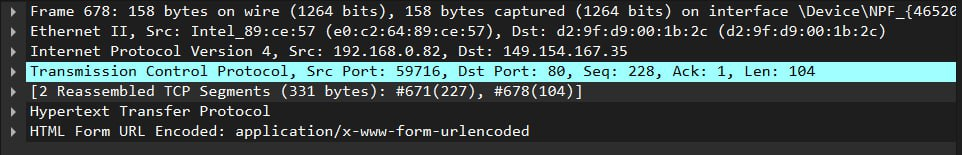 Frame 678: 158 bytes on wire (1264 bits), 158 bytes captured (1264 bits) on interface \Device\NPF_{46520
Ethernet II, Src: Intel_89:ce:57 (e0:c2:64:89:ce:57), Dst: d2:9f:d9:00:1b:2c (d2:9f:d9:00:1b:2c)
Internet Protocol Version 4, Src: 192.168.0.82, Dst: 149.154.167.35
Transmission Control Protocol, Src Port: 59716, Dst Port: 80, Seq: 228, Ack: 1, Len: 104
[2 Reassembled TCP Segments (331 bytes): #671(227), #678(104)]
Hypertext Transfer Protocol
HTML Form URL Encoded: application/x-www-form-urlencoded